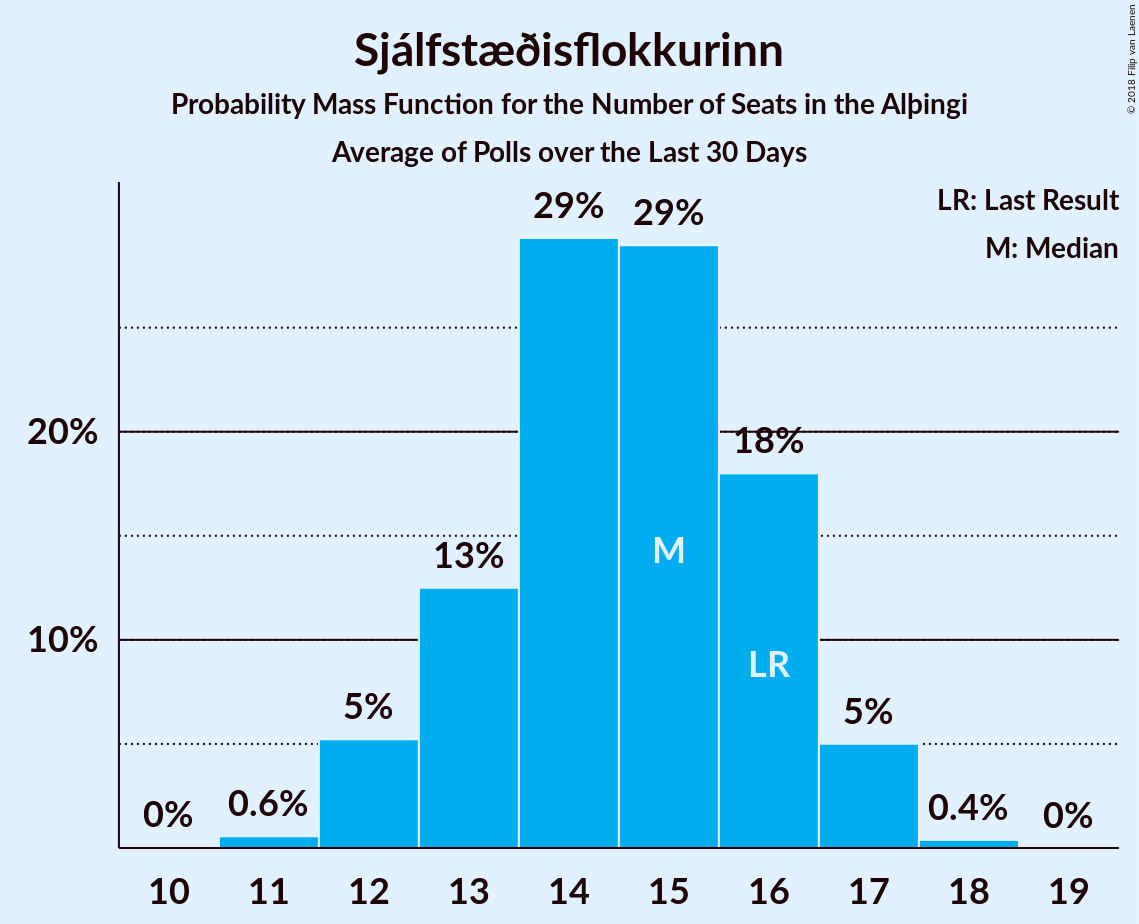 Sjálfstæðisflokkurinn
Probability Mass Function for the Number of Seats in the Alþingi
Average of Polls over the Last 30 Days
© 2018 Filip van Laenen
LR: Last Result
M: Median
29%
29%
20%
18%
13%
M
10%
LR
5%
5%
0%
0.6%
0.4%
0%
10 11 12 13 14 15 16 17 18 19